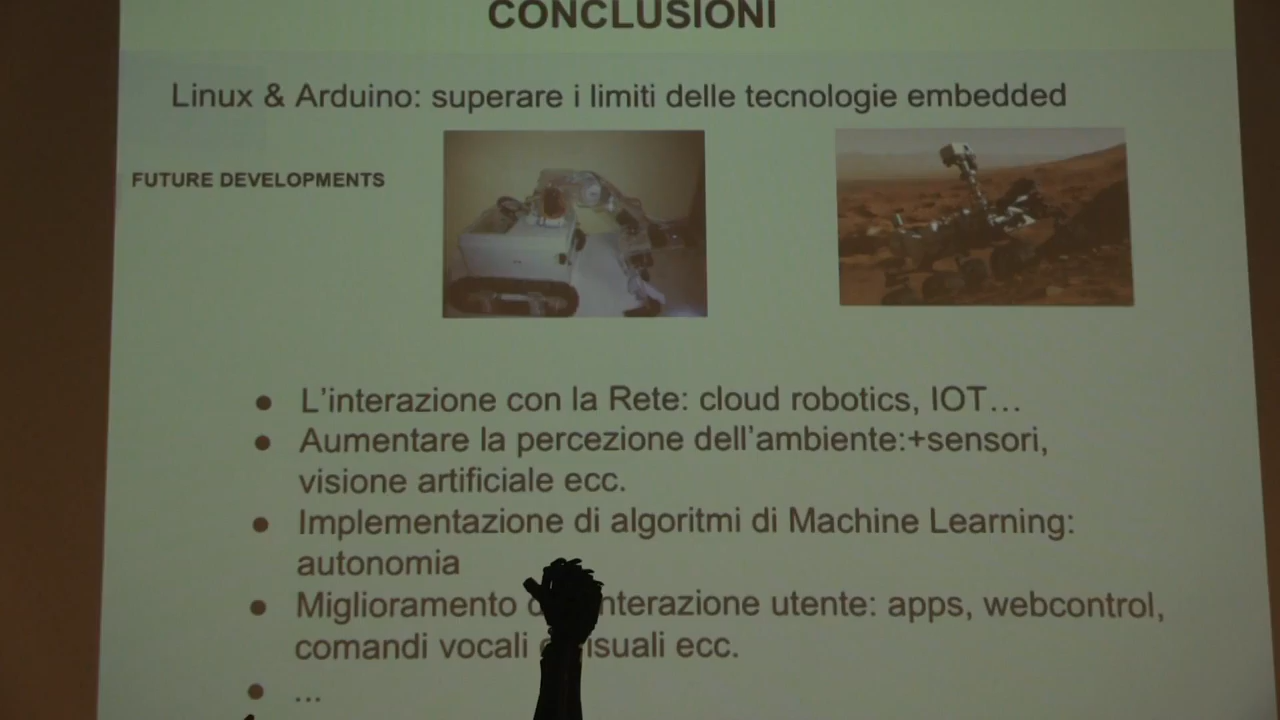 CONCLUSIONI
Linux & Arduino: superare i limiti delle tecnologie embedded
FUTURE DEVELOPMENTS
● L'interazione con la Rete: cloud robotics, IOT…
● Aumentare la percezione dell'ambiente:+sensori,
visione artificiale ecc.
● Implementazione di algoritmi di Machine Learning:
autonomia
● Miglioramento utente: apps, webcontrol,
comandi vocali ecc.
● ...